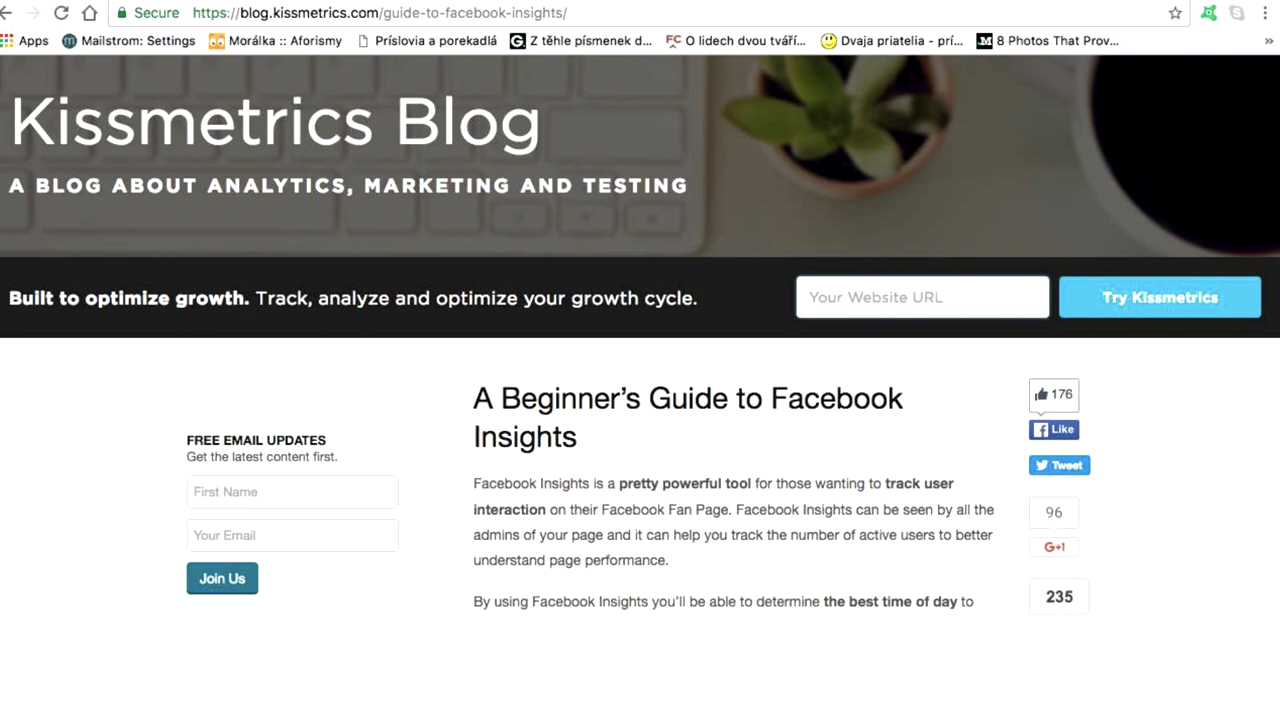 Secure https://blog.kissmetrics.com/guide-to-facebook-insights/
Apps Mailstrom: Settings Morálka :: Aforismy Príslovia a porekadlá Z těhle písmenek d... O lidech dvou tváří... Dvaja priatelia - prí... 8 Photos That Prov... »
Kissmetrics Blog
A BLOG ABOUT ANALYTICS, MARKETING AND TESTING
Built to optimize growth. Track, analyze and optimize your growth cycle.
Your Website URL
Try Kissmetrics
FREE EMAIL UPDATES
Get the latest content first.
First Name
Your Email
Join Us
A Beginner’s Guide to Facebook
Insights
Facebook Insights is a pretty powerful tool for those wanting to track user
interaction on their Facebook Fan Page. Facebook Insights can be seen by all the
admins of your page and it can help you track the number of active users to better
understand page performance.
By using Facebook Insights you’ll be able to determine the best time of day to
176
Like
Tweet
96
G+1
235